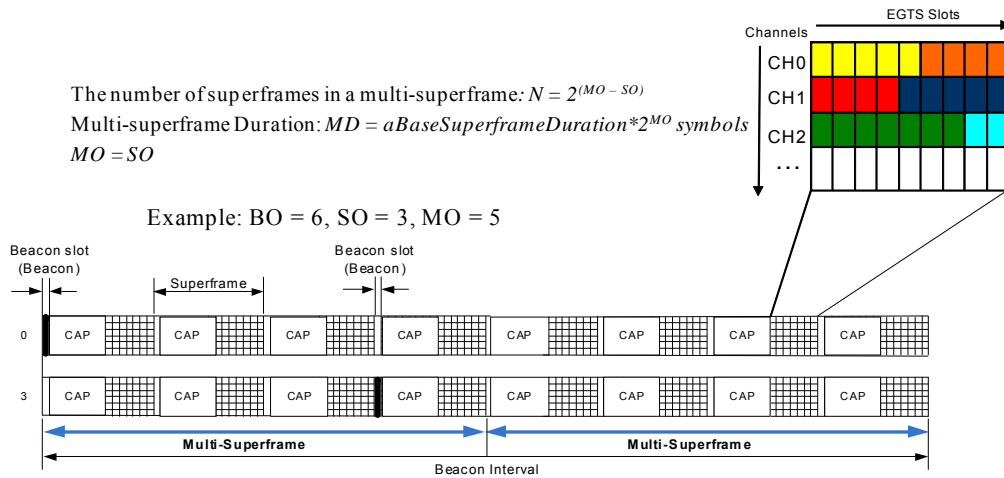 EGTS Slots
Channels
CH0
CH1
CH2
...
The number of superframes in a multi-superframe: N = 2^(MO – SO)
Multi-superframe Duration: MD = aBaseSuperframeDuration*2^MO symbols
MO = SO
Example: BO = 6, SO = 3, MO = 5
Beacon slot
(Beacon)
Superframe
Beacon slot
(Beacon)
0
CAP CAP CAP CAP CAP CAP CAP CAP
3
CAP CAP CAP CAP CAP CAP CAP CAP
Multi-Superframe Multi-Superframe
Beacon Interval